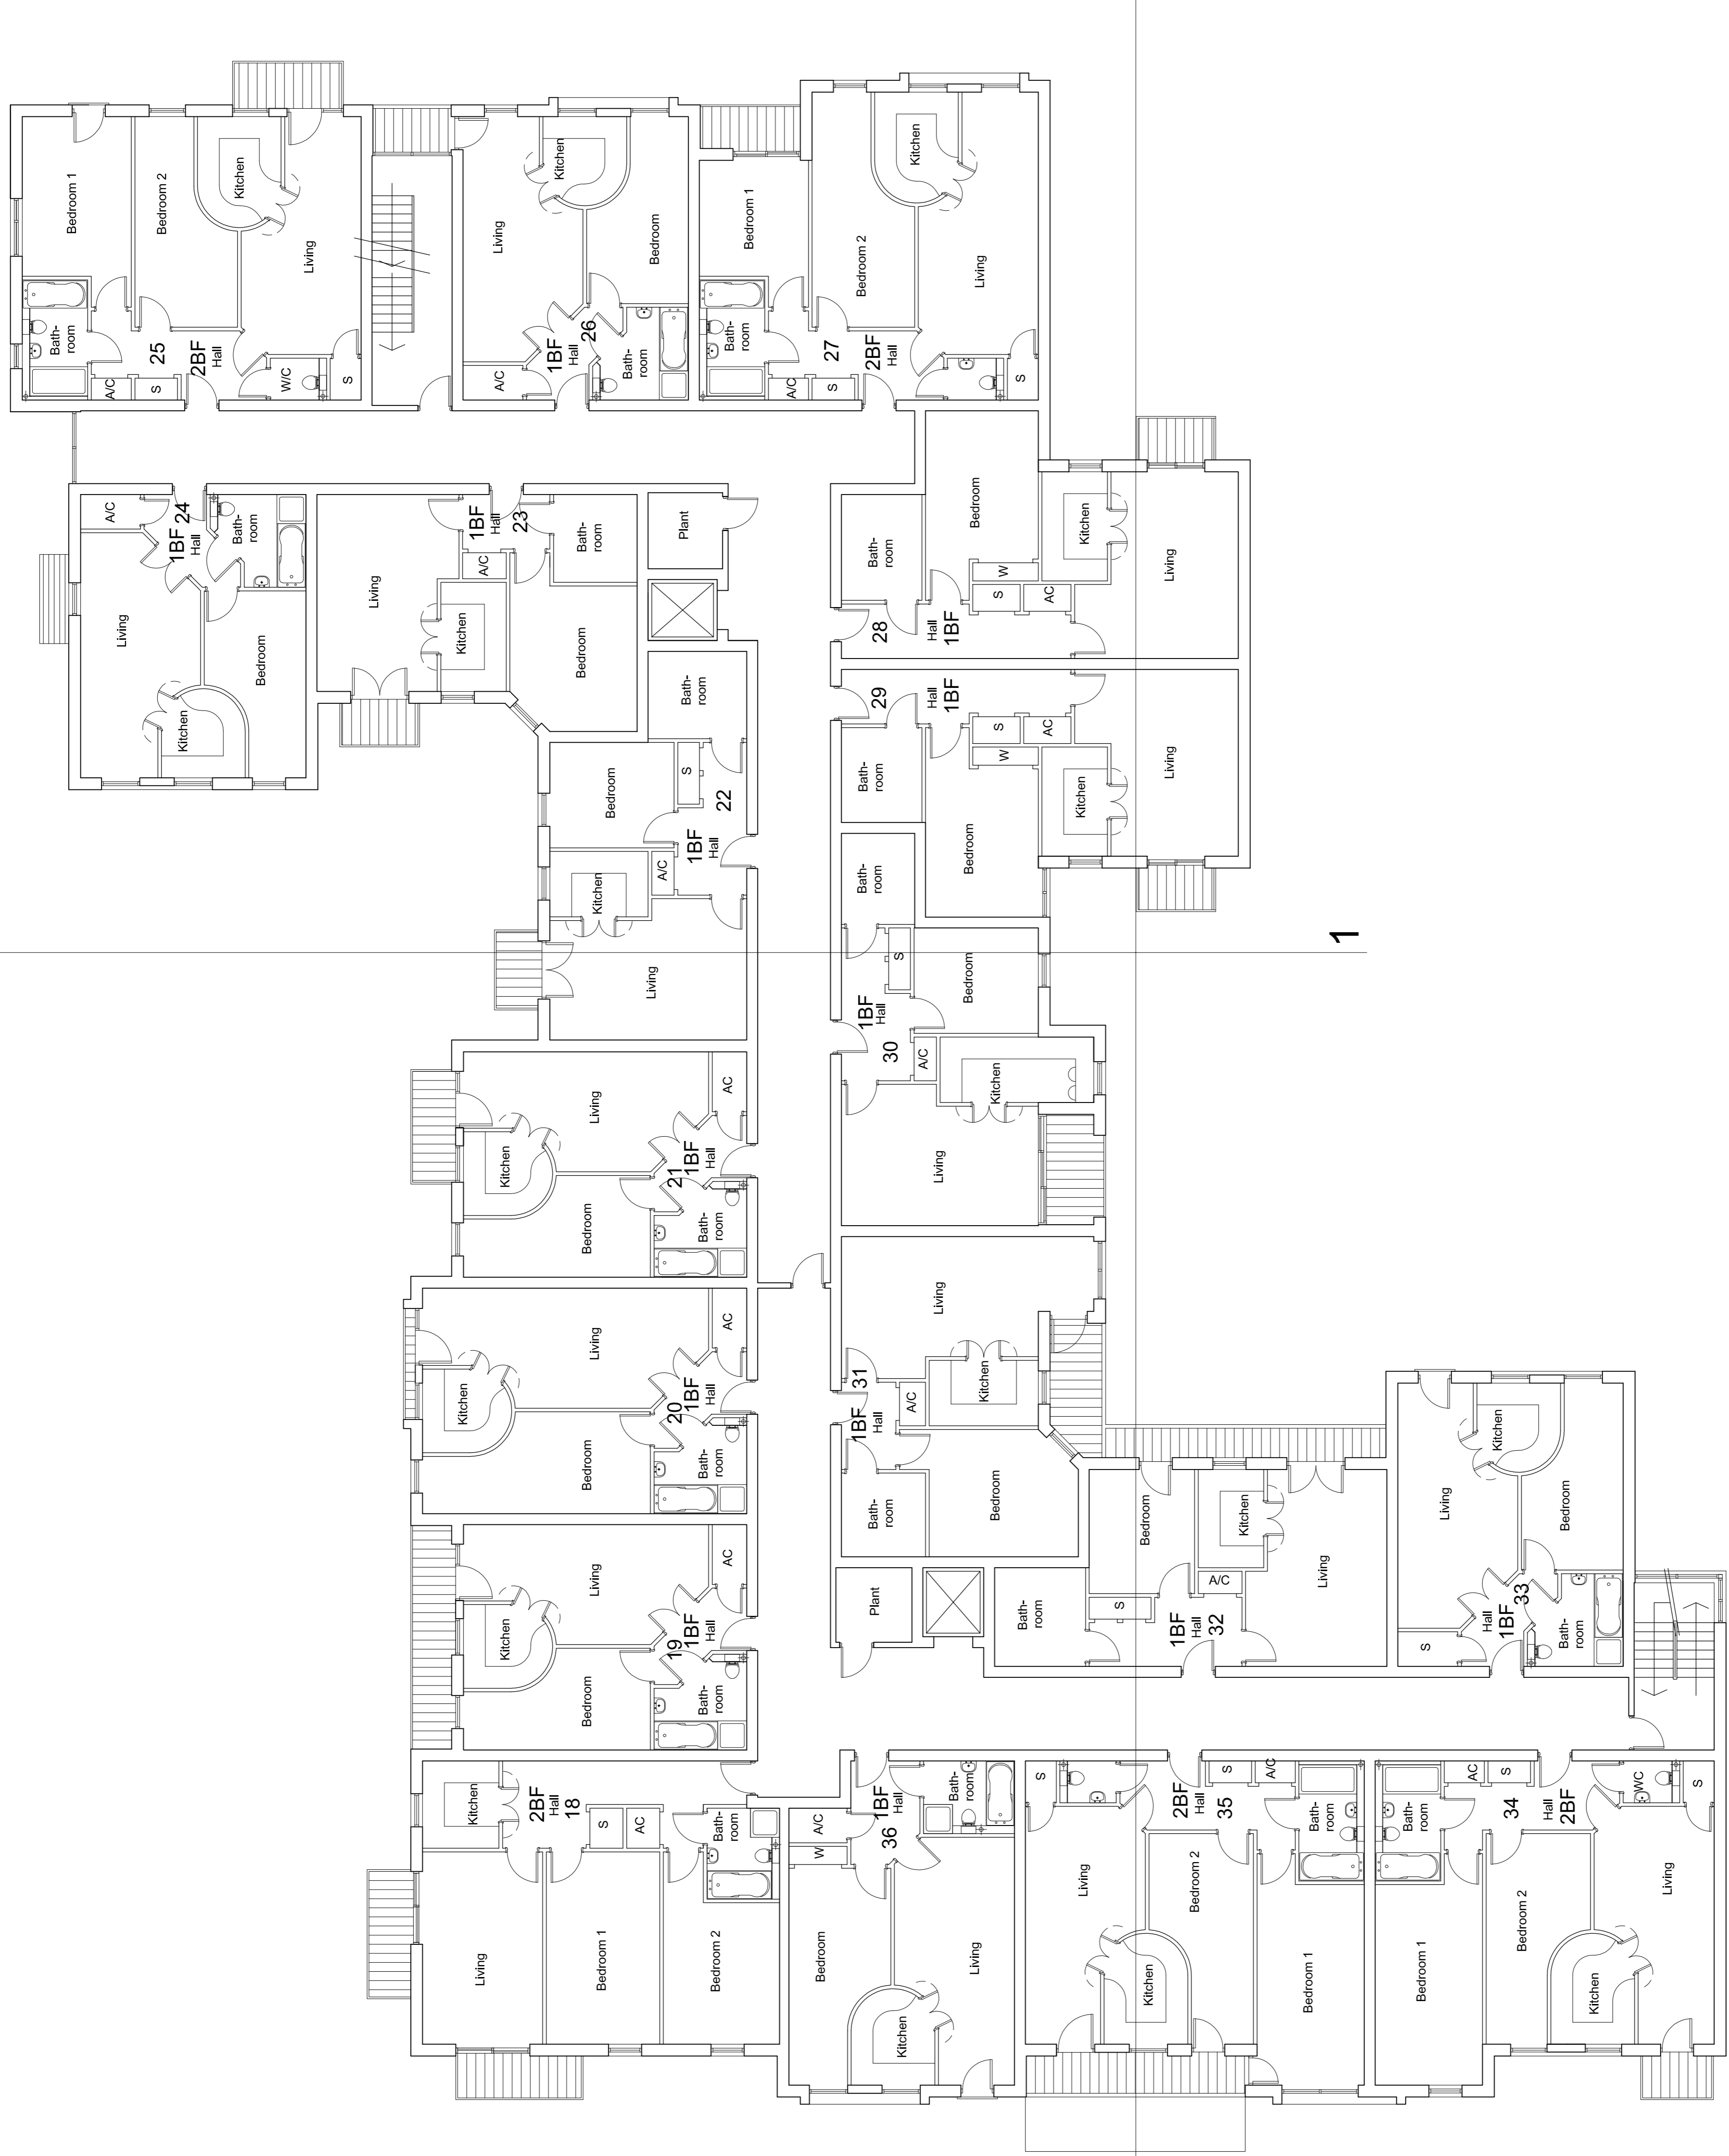 Bedroom 1
Bedroom 2
Kitchen
Living
Bath-
room
25
2BF
Hall
A/C
S
W/C
S
Living
Kitchen
Bedroom
1BF
Hall
26
A/C
Bath-
room
Bedroom 1
Bedroom 2
Kitchen
Living
Bath-
room
27
2BF
Hall
A/C
S
S
A/C
24
1BF
Hall
Bath-
room
Living
Bedroom
Kitchen
1BF
Hall
23
Living
A/C
Bath-
room
Kitchen
Bedroom
Plant
Bath-
room
Bedroom
S
22
1BF
Hall
A/C
Kitchen
Living
Bedroom
Bath-
room
W
S
AC
Kitchen
Living
28
Hall
1BF
29
Hall
1BF
S
AC
W
Bath-
room
Kitchen
Living
Bedroom
Bath-
room
S
Bedroom
1BF
Hall
30
A/C
Kitchen
Living
1
Living
AC
Kitchen
21
1BF
Hall
Bedroom
Bath-
room
Living
AC
Kitchen
20
1BF
Hall
Bedroom
Bath-
room
Living
AC
Kitchen
19
1BF
Hall
Bedroom
Bath-
room
Living
31
1BF
Hall
A/C
Kitchen
Bath-
room
Bedroom
Plant
Bedroom
Kitchen
Living
A/C
S
Bath-
room
1BF
Hall
32
Living
Kitchen
Bedroom
Hall
1BF
33
S
Bath-
room
Kitchen
2BF
Hall
18
S
AC
Bath-
room
Living
Bedroom 1
Bedroom 2
A/C
W
1BF
Hall
36
Bath-
room
Bedroom
Living
Kitchen
S
2BF
Hall
35
S
A/C
Bath-
room
Living
Bedroom 2
Kitchen
Bedroom 1
AC
S
Bath-
room
34
Hall
2BF
WC
S
Bedroom 1
Bedroom 2
Living
Kitchen